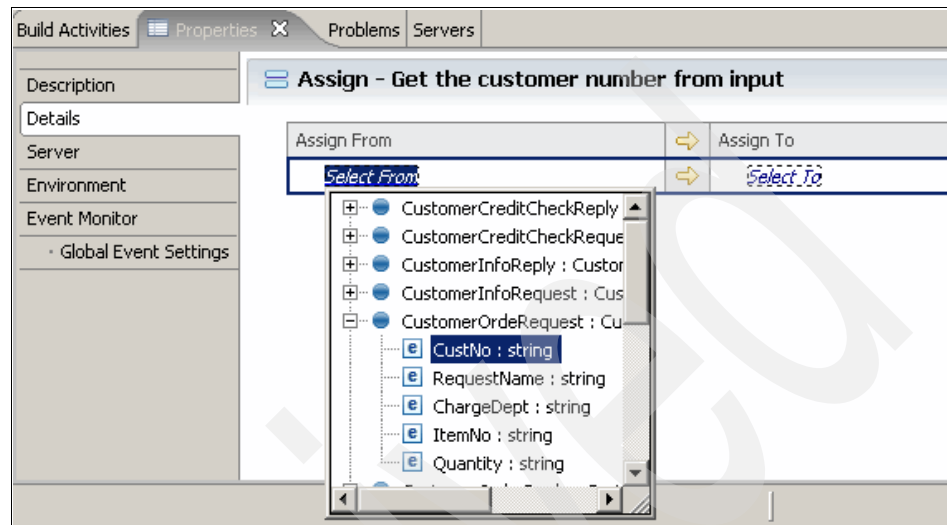 Build Activities Properties Problems Servers
Description
Details
Server
Environment
Event Monitor
· Global Event Settings
Assign - Get the customer number from input
Assign From Assign To
Select From Select To
CustomerCreditCheckReply
CustomerCreditCheckReque
CustomerInfoReply : Custor
CustomerInfoRequest : Cus
CustomerOrdeRequest : Cu
CustNo : string
RequestName : string
ChargeDept : string
ItemNo : string
Quantity : string